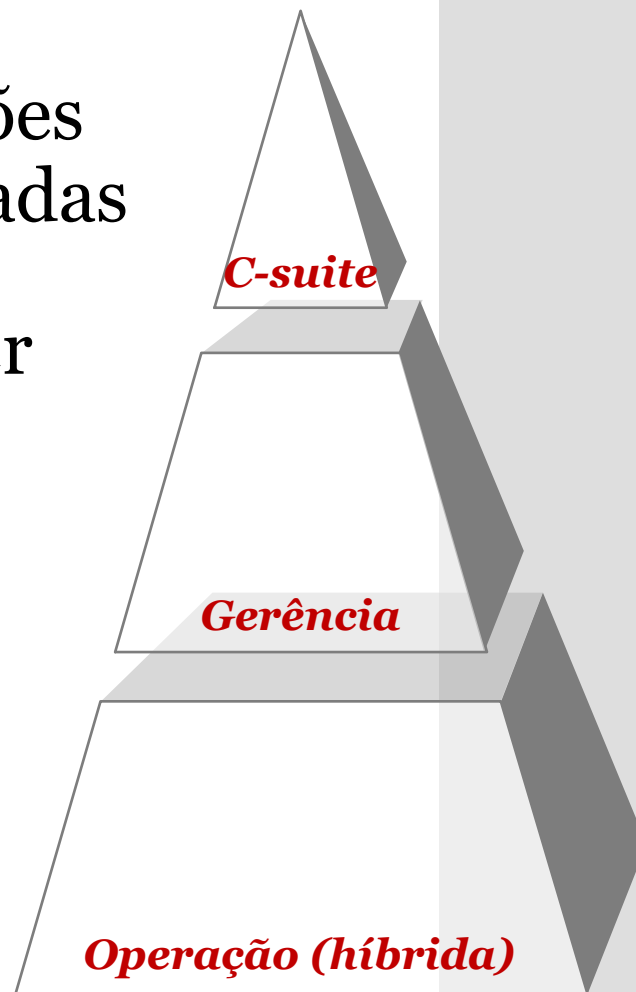 ões
adas
r
C-suite
Gerência
Operação (híbrida)